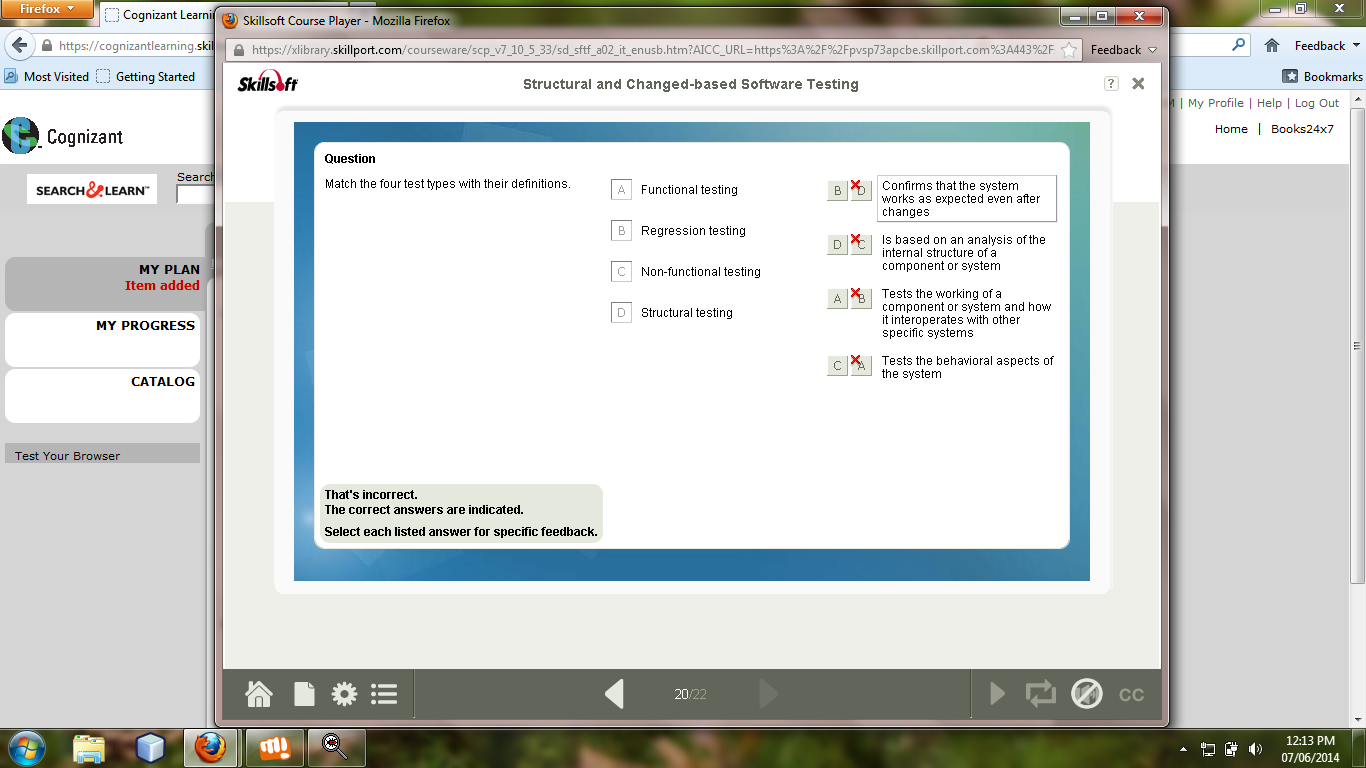 Firefox
Cognizant Learni
Skillsoft Course Player - Mozilla Firefox
https://cognizantlearning.skil
https://xlibrary.skillport.com/courseware/scp_v7_10_5_33/sd_sftf_a02_it_enusb.htm?AICC_URL=https%3A%2F%2Fpvsp73apcbe.skillport.com%3A443%2F
Feedback
Feedback
Most Visited
Getting Started
Bookmarks
Skillsoft
Structural and Changed-based Software Testing
?
| My Profile | Help | Log Out
Cognizant
Home | Books24x7
SEARCH & LEARN™
Search
MY PLAN
Item added
MY PROGRESS
CATALOG
Test Your Browser
Question
Match the four test types with their definitions.
A Functional testing
B Regression testing
C Non-functional testing
D Structural testing
B D Confirms that the system
works as expected even after
changes
D C Is based on an analysis of the
internal structure of a
component or system
A B Tests the working of a
component or system and how
it interoperates with other
specific systems
C A Tests the behavioral aspects of
the system
That's incorrect.
The correct answers are indicated.
Select each listed answer for specific feedback.
20/22
CC
12:13 PM
07/06/2014